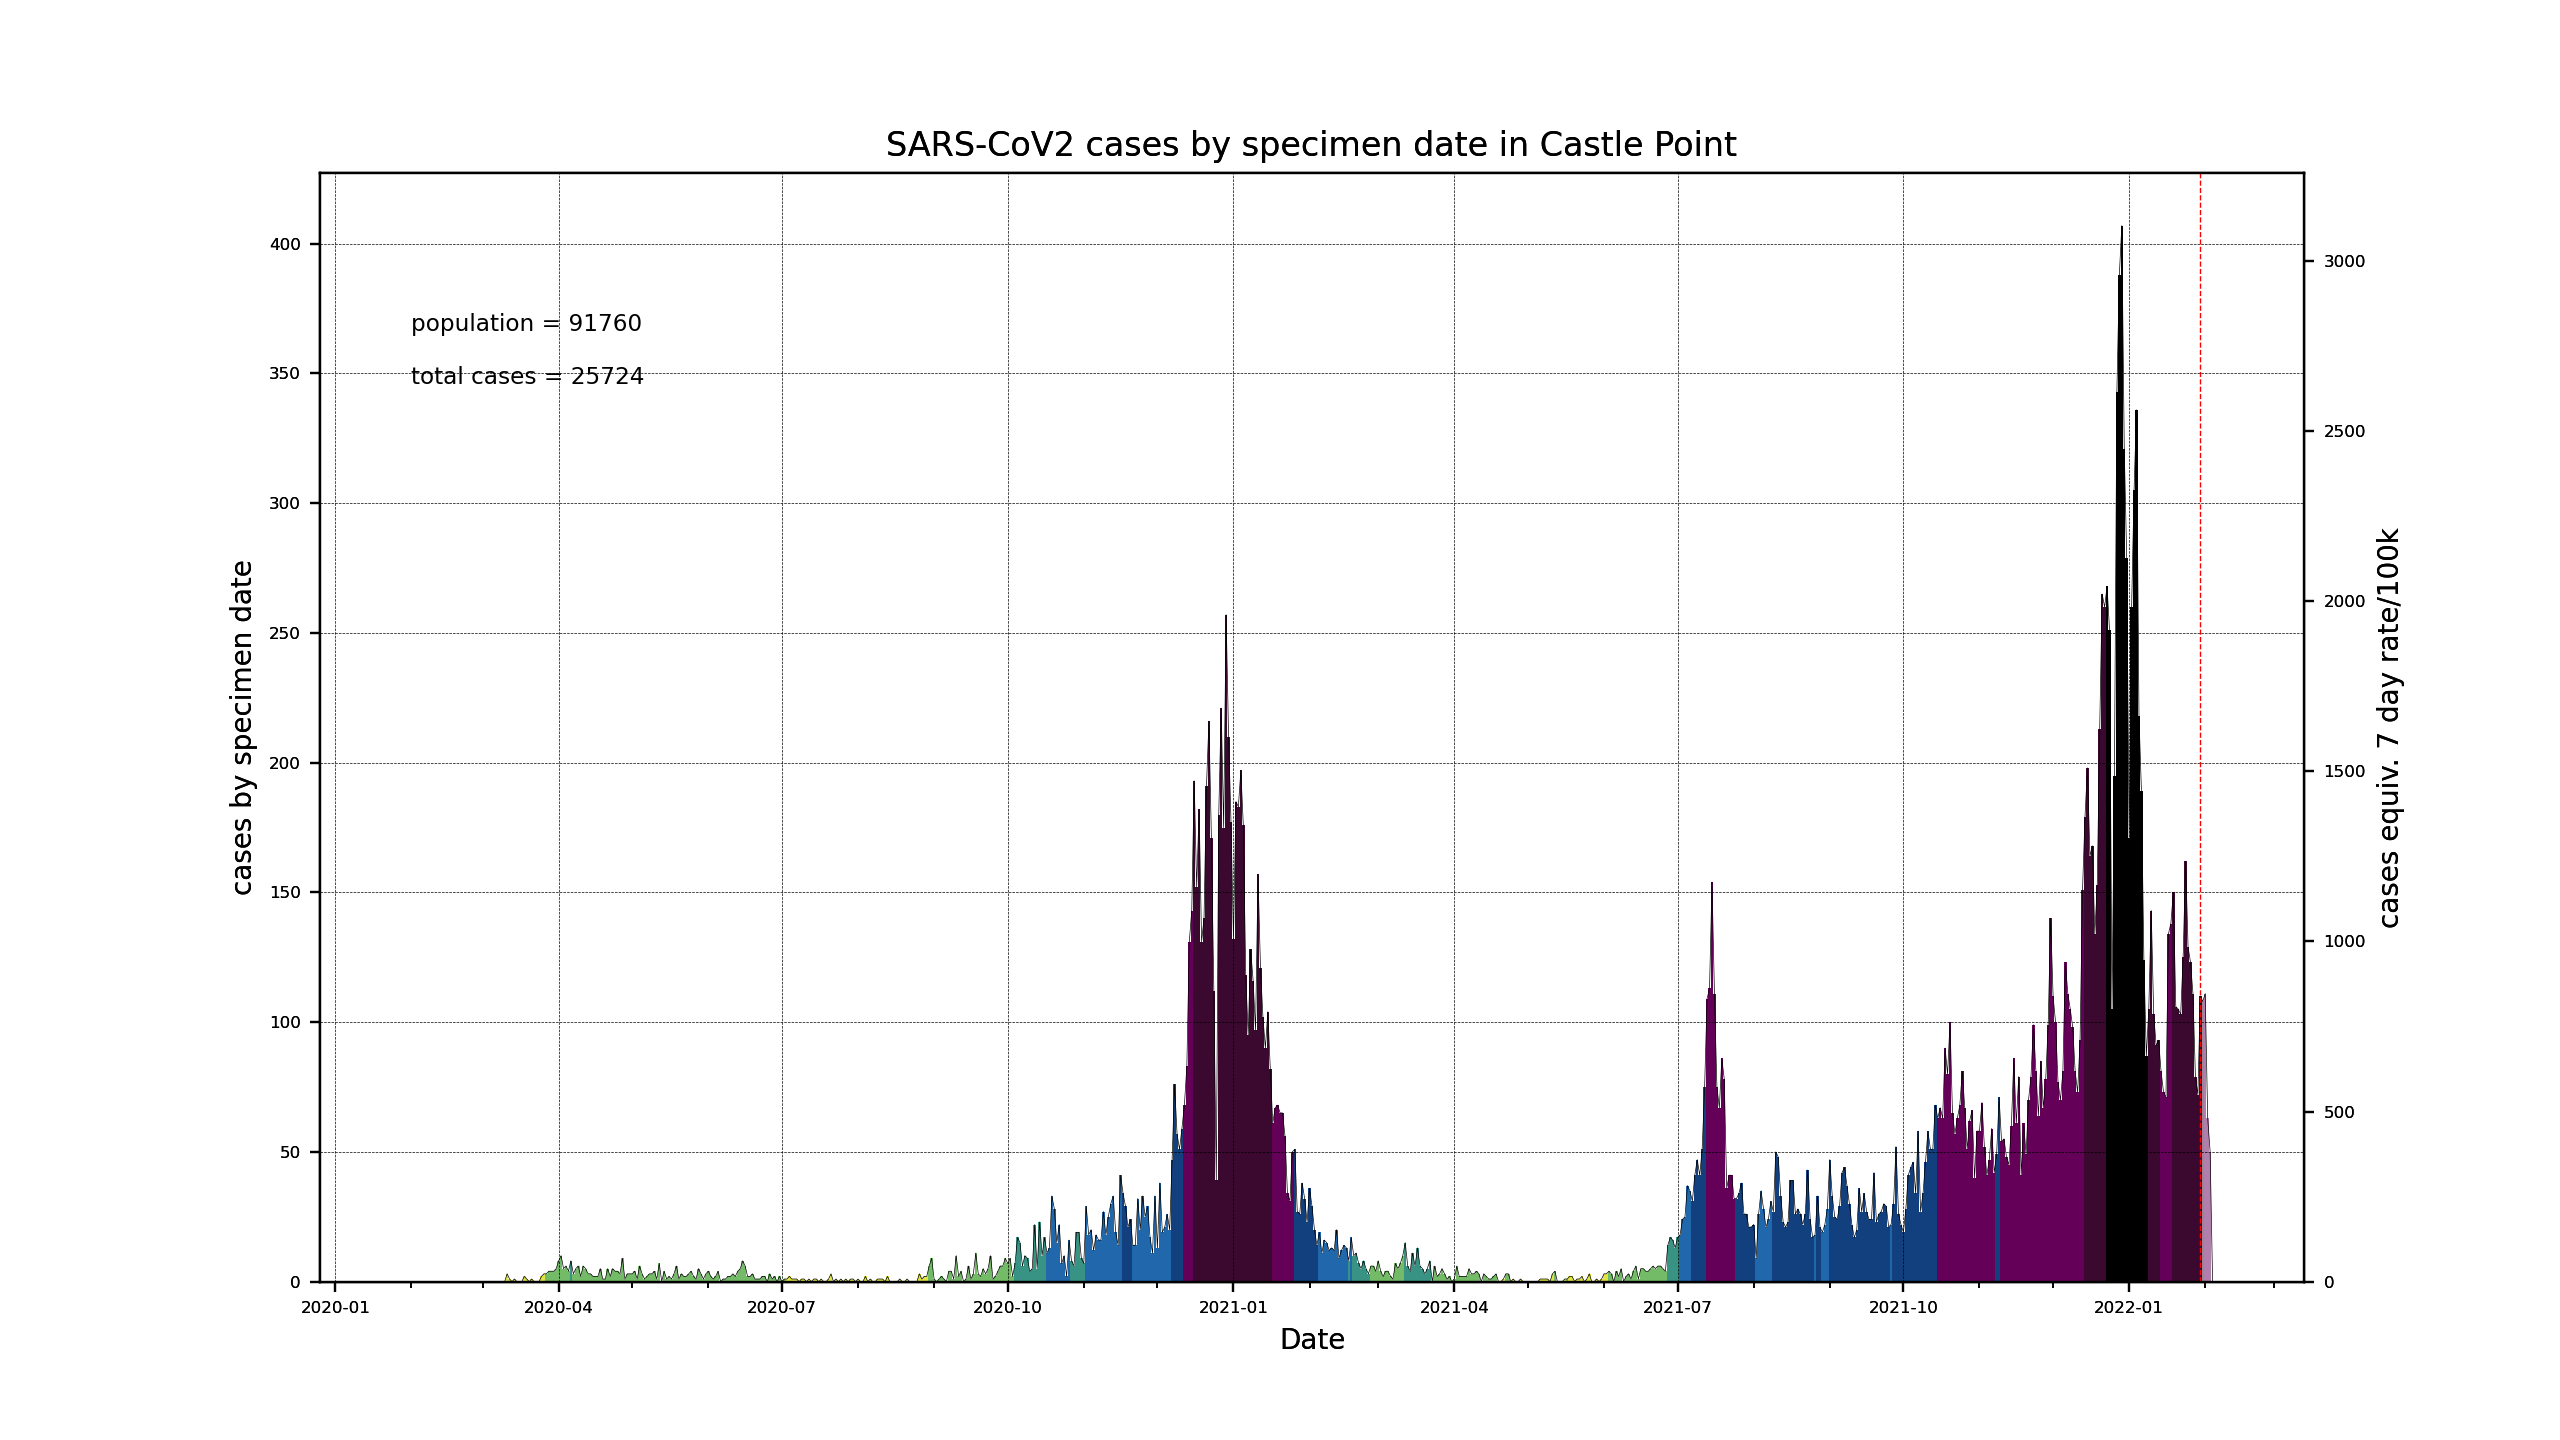 SARS-CoV2 cases by specimen date in Castle Point
population = 91760
total cases = 25724
cases by specimen date
400
350
300
250
200
150
100
50
0
3000
2500
2000
1500
1000
500
0
cases equiv. 7 day rate/100k
2020-01 2020-04 2020-07 2020-10 2021-01 2021-04 2021-07 2021-10 2022-01
Date